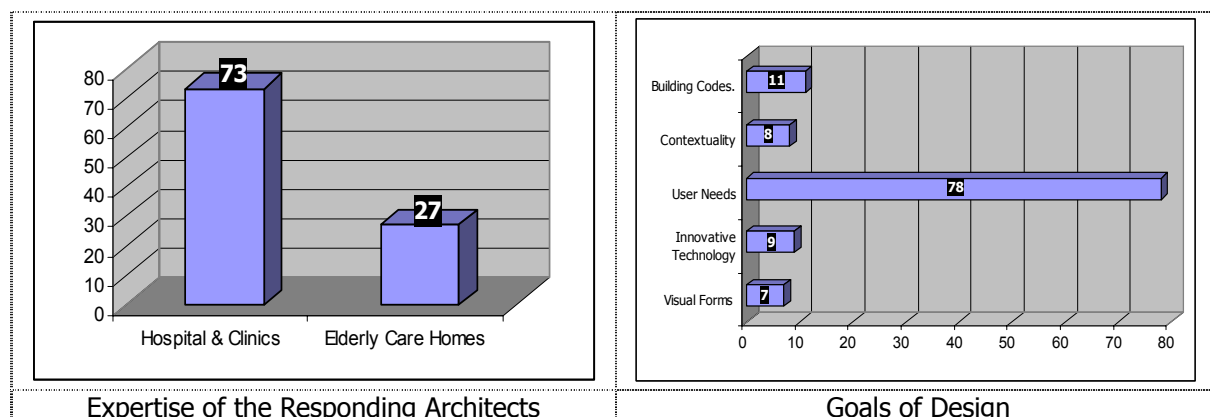 80
70
60
50
40
30
20
10
0
73
27
Hospital & Clinics
Elderly Care Homes
Expertise of the Responding Architects
Building Codes.
11
Contextuality
8
User Needs
78
Innovative
Technology
9
Visual Forms
7
0 10 20 30 40 50 60 70 80
Goals of Design